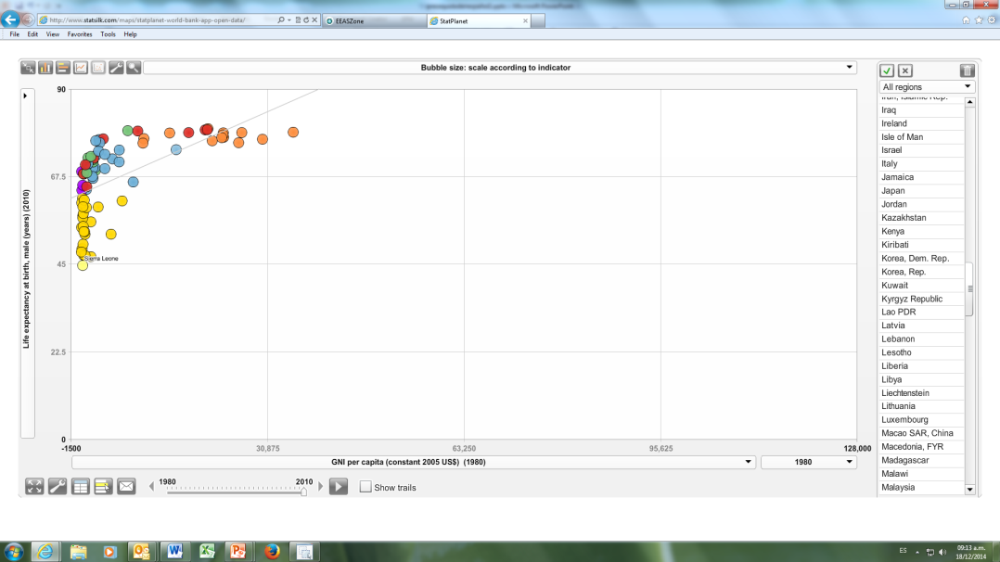 http://www.statsilk.com/maps/statplanet-world-bank-app-open-data/
EEASZone
StatPlanet
File Edit View Favorites Tools Help
Bubble size: scale according to indicator
All regions
Iran, Islamic Rep.
Iraq
Ireland
Isle of Man
Israel
Italy
Jamaica
Japan
Jordan
Kazakhstan
Kenya
Kiribati
Korea, Dem. Rep.
Korea, Rep.
Kuwait
Kyrgyz Republic
Lao PDR
Latvia
Lebanon
Lesotho
Liberia
Libya
Liechtenstein
Lithuania
Luxembourg
Macao SAR, China
Macedonia, FYR
Madagascar
Malawi
Malaysia
Life expectancy at birth, male (years) (2010)
90
67.5
45
22.5
0
Sierra Leone
-1500 30,875 63,250 95,625 128,000
GNI per capita (constant 2005 US$) (1980)
1980
1980 2010
Show trails
ES
09:13 a.m.
18/12/2014